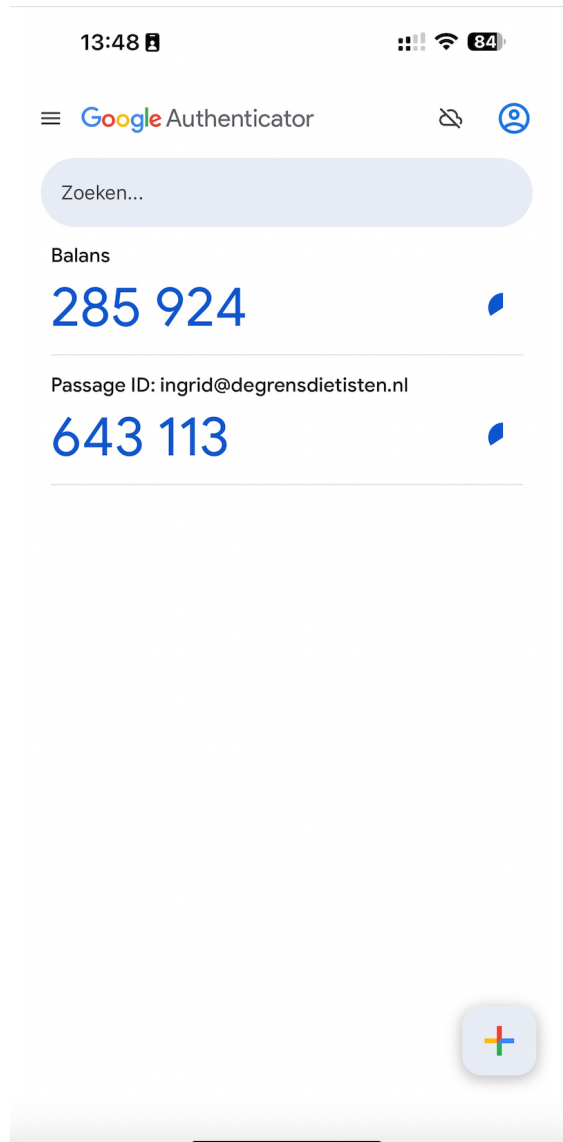 13:48
84
Google Authenticator
Zoeken...
Balans
285 924
Passage ID: ingrid@degrensdietisten.nl
643 113